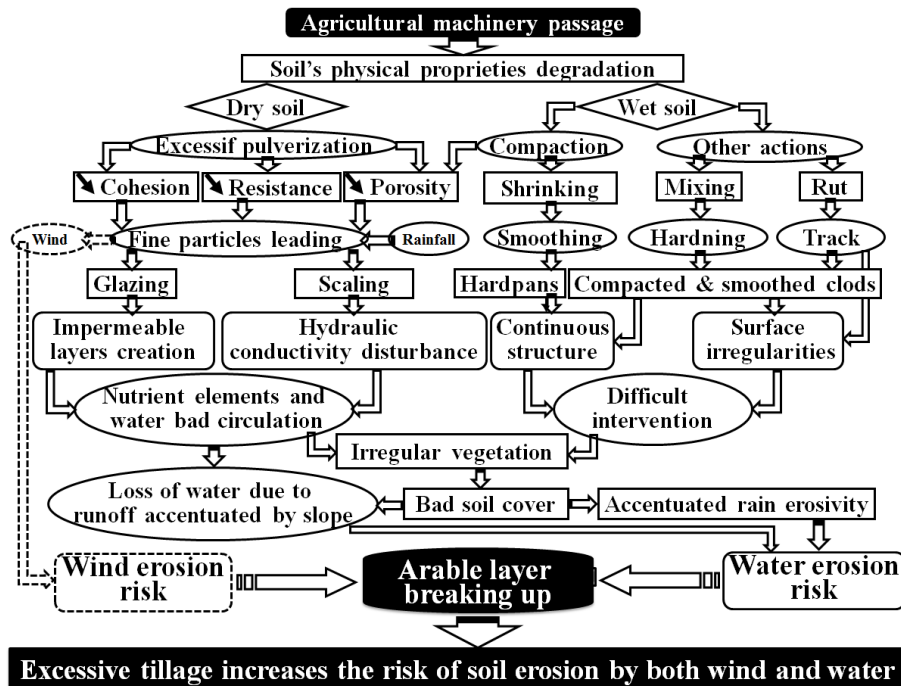 Agricultural machinery passage
Soil's physical proprieties degradation
Dry soil
Wet soil
Excessif pulverization
Compaction
Other actions
Cohesion
Resistance
Porosity
Shrinking
Mixing
Rut
Wind
Fine particles leading
Rainfall
Smoothing
Hardning
Track
Glazing
Scaling
Hardpans
Compacted & smoothed clods
Impermeable
layers creation
Hydraulic
conductivity disturbance
Continuous
structure
Surface
irregularities
Nutrient elements and
water bad circulation
Difficult
intervention
Irregular vegetation
Loss of water due to
runoff accentuated by slope
Bad soil cover
Accentuated rain erosivity
Wind erosion
risk
Arable layer
breaking up
Water erosion
risk
Excessive tillage increases the risk of soil erosion by both wind and water